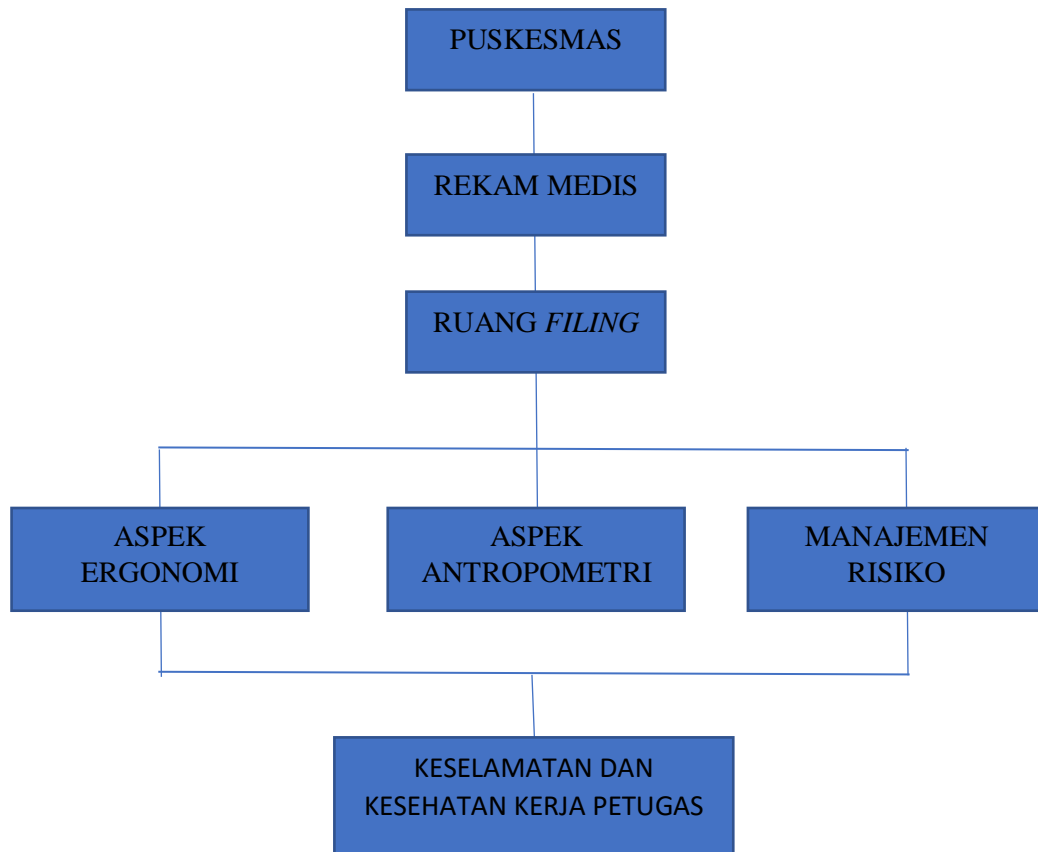 PUSKESMAS
REKAM MEDIS
RUANG FILING
ASPEK
ERGONOMI
ASPEK
ANTROPOMETRI
MANAJEMEN
RISIKO
KESELAMATAN DAN
KESEHATAN KERJA PETUGAS